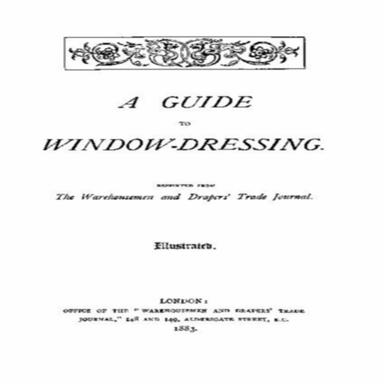 A GUIDE
TO
WINDOW-DRESSING.
REPRINTED FROM
The Warehousemen and Drapers' Trade Journal.
Illustrated.
LONDON:
OFFICE OF THE "WAREHOUSEMEN AND DRAPERS' TRADE
JOURNAL," 148 AND 149, ALDERSGATE STREET, E.C.
1883.